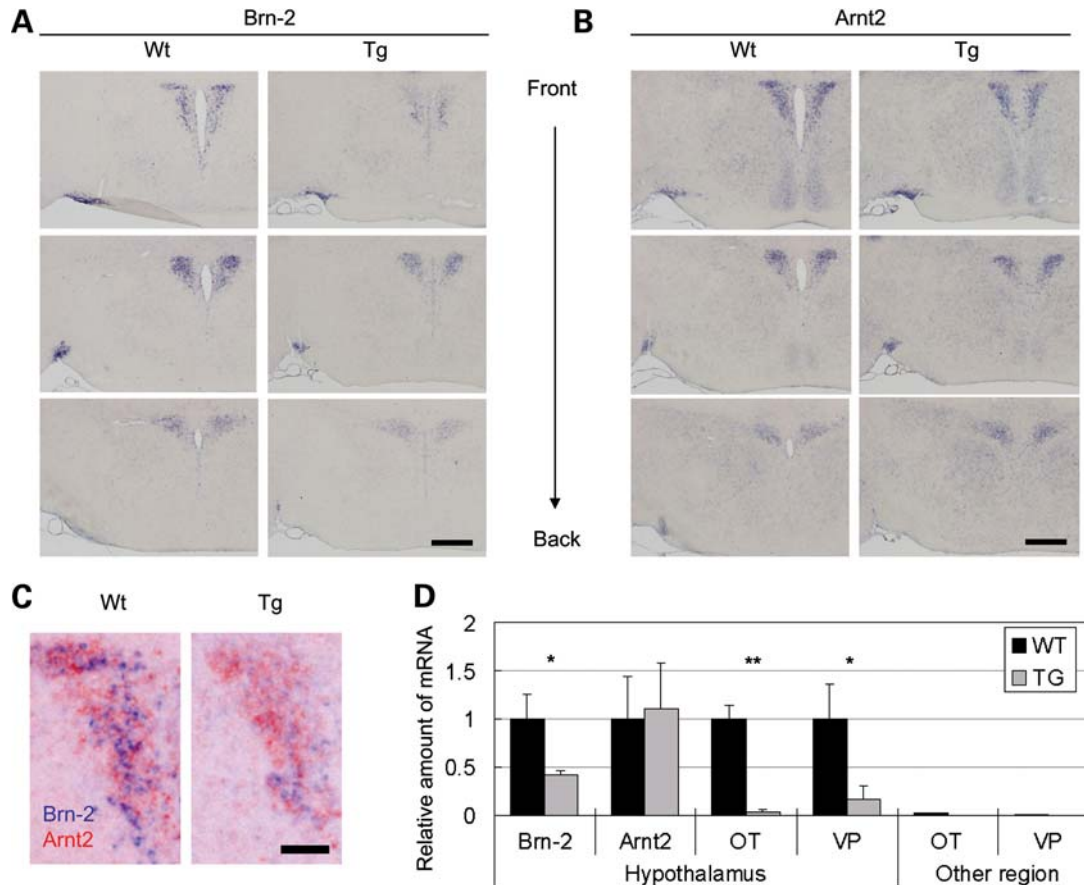 A
Brn-2
Wt
Tg
Front
Back
B
Arnt2
Wt
Tg
C
Wt
Tg
Brn-2
Arnt2
D
Relative amount of mRNA
2
1.5
1
0.5
0
*
**
*
WT
TG
Brn-2
Arnt2
OT
VP
OT
VP
Hypothalamus
Other region